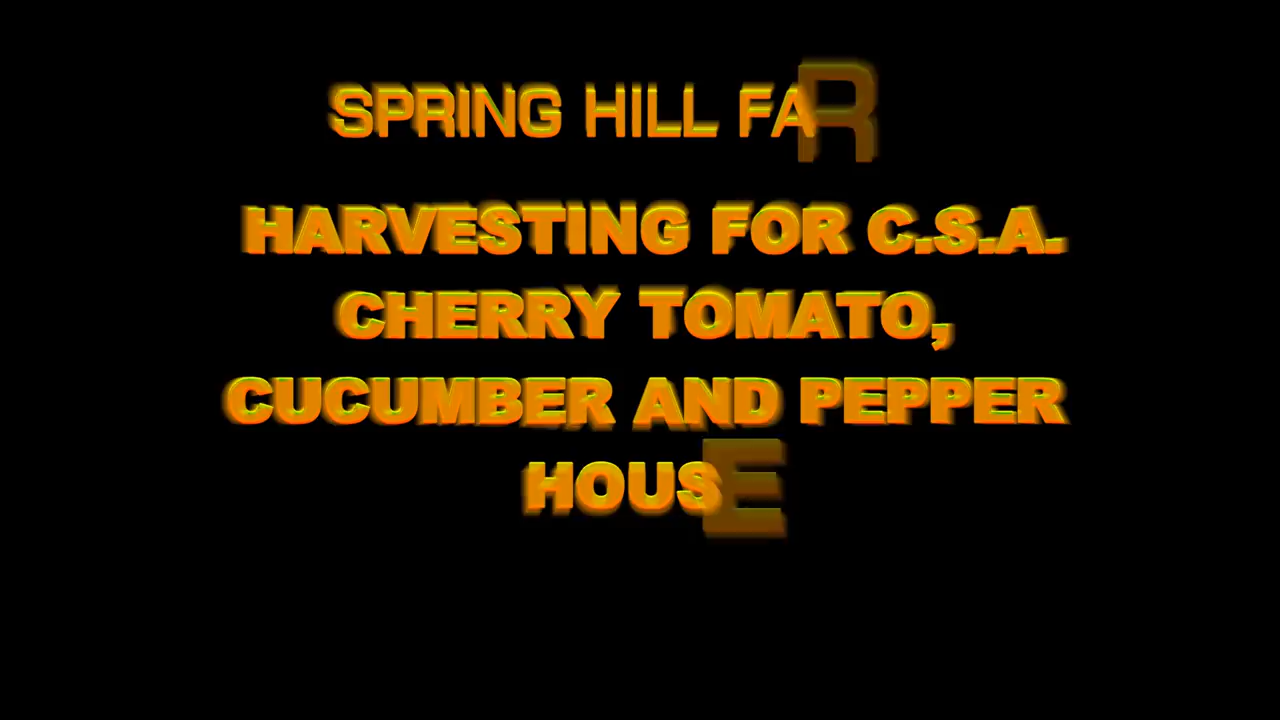 SPRING HILL FAR
HARVESTING FOR C.S.A.
CHERRY TOMATO,
CUCUMBER AND PEPPER
HOUSE